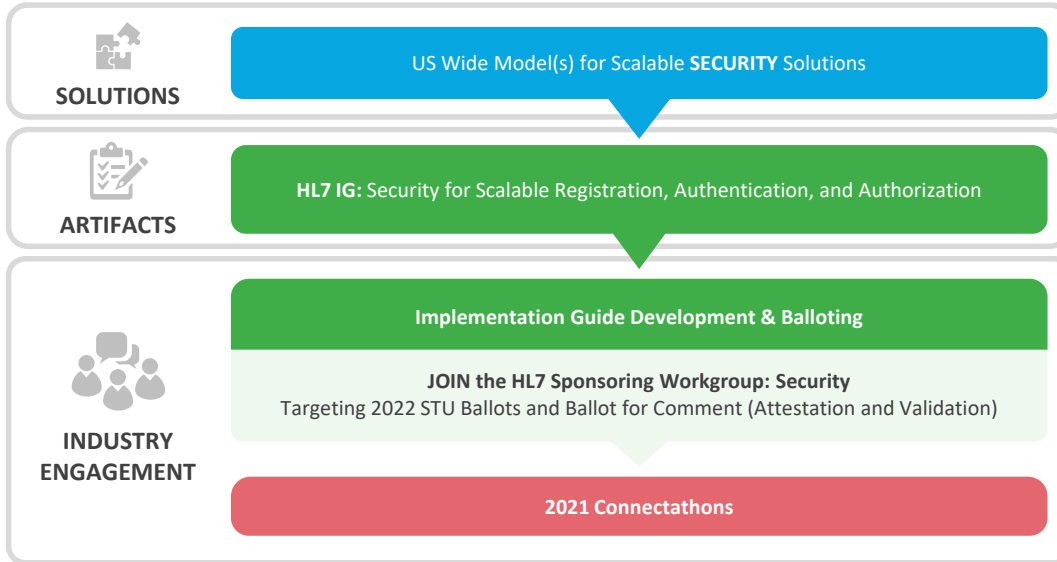 SOLUTIONS
US Wide Model(s) for Scalable SECURITY Solutions
ARTIFACTS
HL7 IG: Security for Scalable Registration, Authentication, and Authorization
INDUSTRY
ENGAGEMENT
Implementation Guide Development & Balloting
JOIN the HL7 Sponsoring Workgroup: Security
Targeting 2022 STU Ballots and Ballot for Comment (Attestation and Validation)
2021 Connectathons